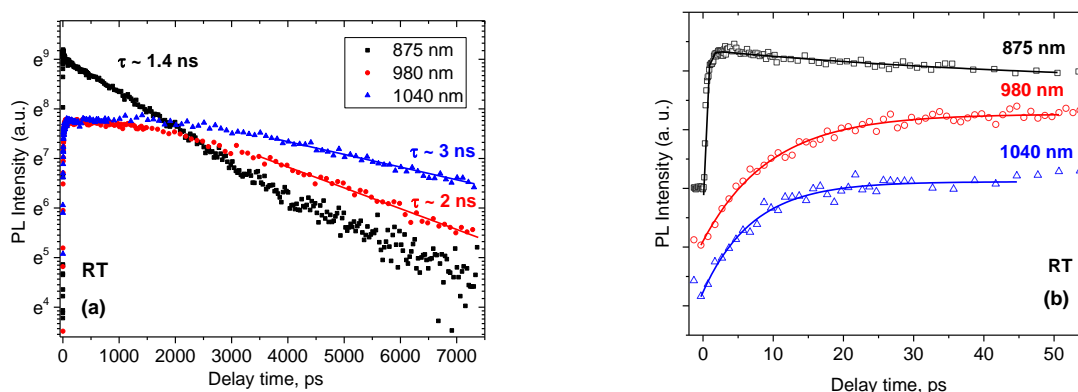 PL Intensity (a.u.)
e⁹
e⁸
e⁷
e⁶
e⁵
e⁴
τ ~ 1.4 ns
875 nm
980 nm
1040 nm
τ ~ 3 ns
τ ~ 2 ns
RT
(a)
0 1000 2000 3000 4000 5000 6000 7000
Delay time, ps
PL Intensity (a. u.)
875 nm
980 nm
1040 nm
RT
(b)
0 10 20 30 40 50
Delay time, ps